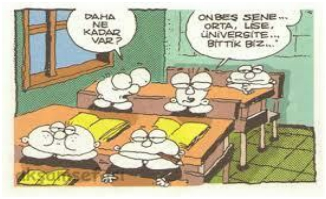 DAHA
NE
KADAR
VAR?
ONBEŞ SENE...
ORTA, LİSE,
ÜNİVERSİTE...
BİTTİK BİZ...